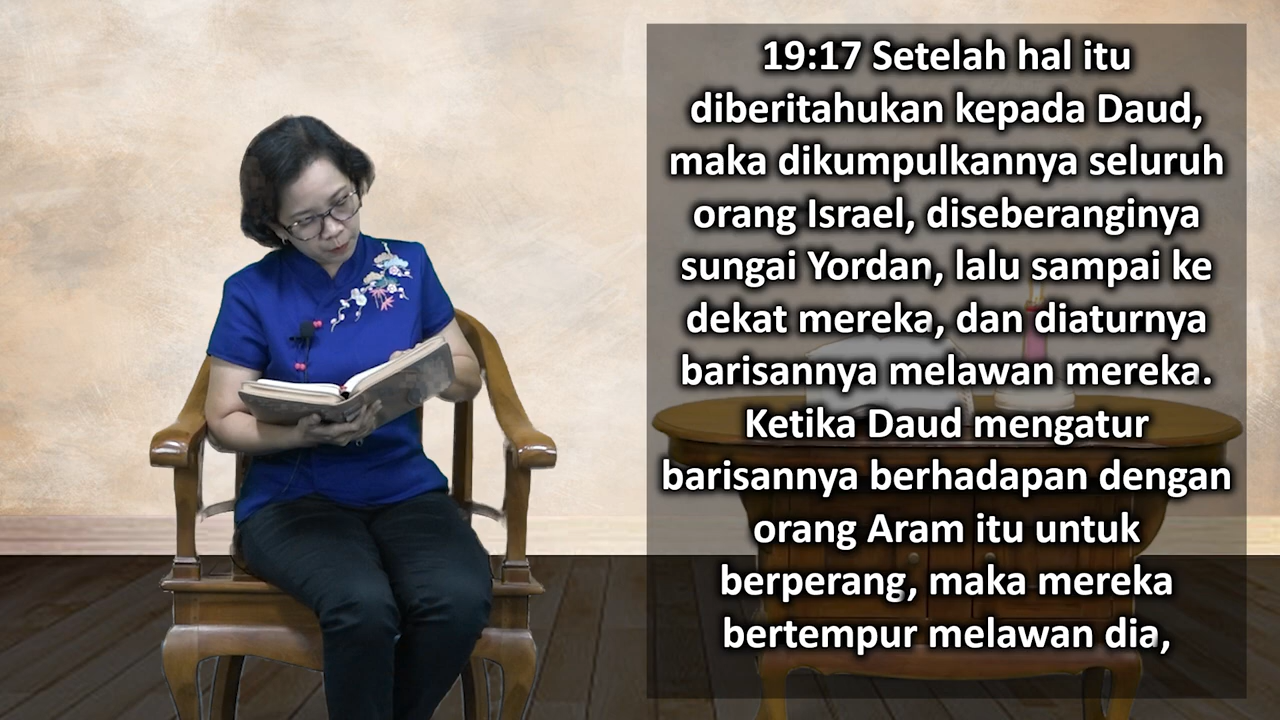 19:17 Setelah hal itu
diberitahukan kepada Daud,
maka dikumpulkannya seluruh
orang Israel, diseberanginya
sungai Yordan, lalu sampai ke
dekat mereka, dan diaturnya
barisannya melawan mereka.
Ketika Daud mengatur
barisannya berhadapan dengan
orang Aram itu untuk
berperang, maka mereka
bertempur melawan dia,